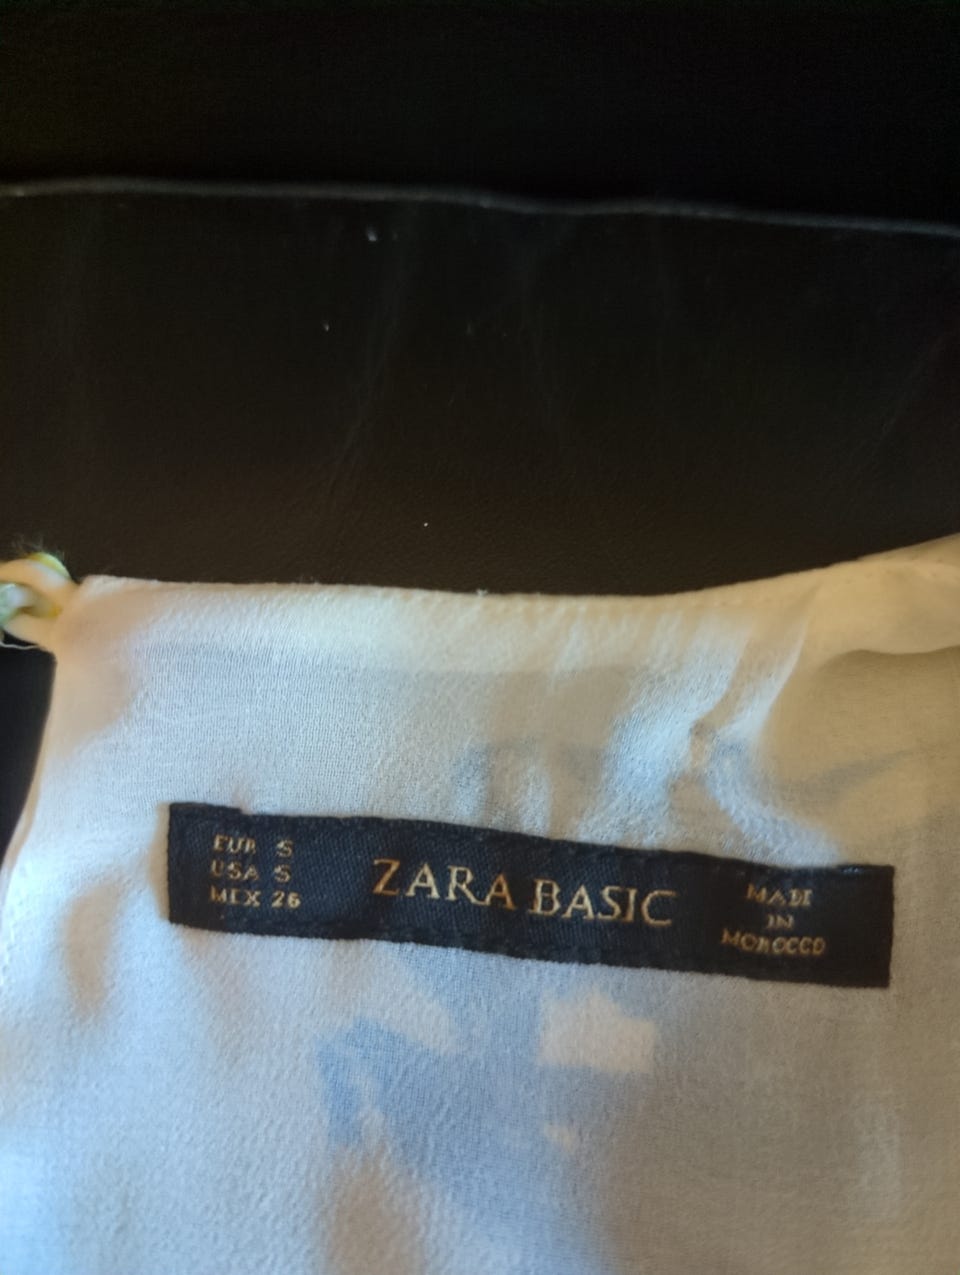 EUR S
USA S
MEX 26
ZARA BASIC
MADE
IN
MOROCCO